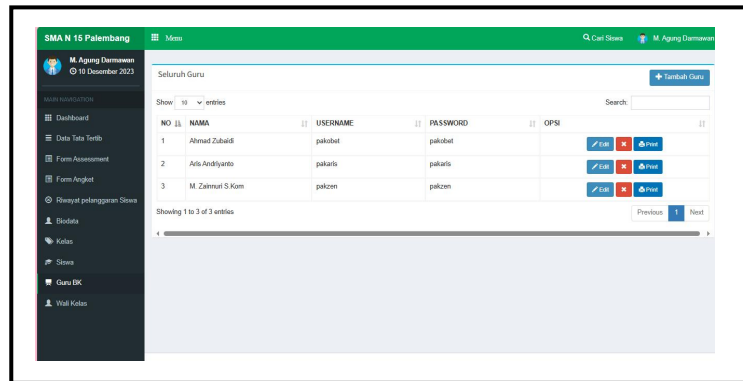 SMA N 15 Palembang
Menu
Cari Siswa
M. Agung Darmawan
M. Agung Darmawan
10 Desember 2023
MAIN NAVIGATION
Dashboard
Data Tata Tertib
Form Assessment
Form Angket
Riwayat pelanggaran Siswa
Biodata
Kelas
Siswa
Guru BK
Wali Kelas
Seluruh Guru
Tambah Guru
Show 10 entries
Search:
NO NAMA USERNAME PASSWORD OPSI
1 Ahmad Zubaidi pakobet pakobet Edit Print
2 Aris Andriyanto pakaris pakaris Edit Print
3 M. Zainnuri S.Kom pakzen pakzen Edit Print
Showing 1 to 3 of 3 entries
Previous 1 Next